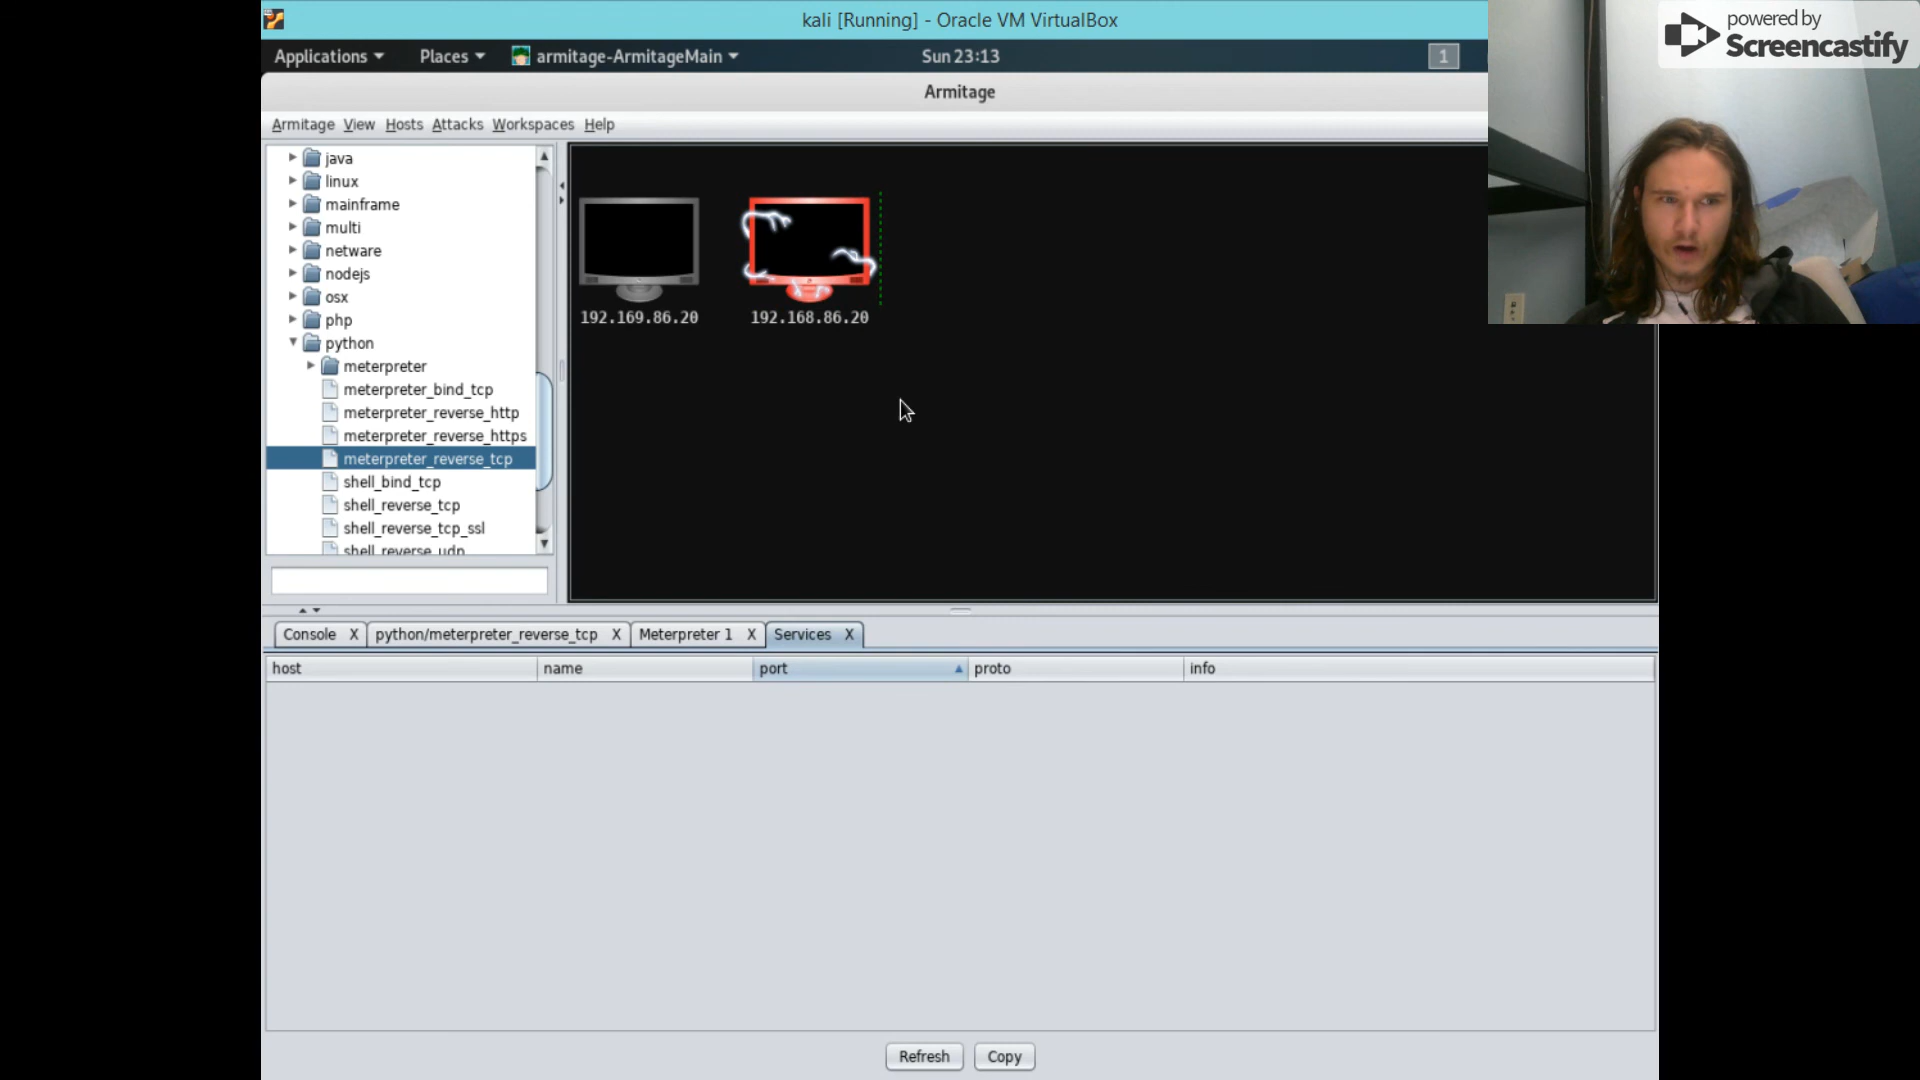 kali [Running] - Oracle VM VirtualBox
powered by
Screencastify
Applications Places armitage-ArmitageMain Sun 23:13 1
Armitage
Armitage View Hosts Attacks Workspaces Help
java
linux
mainframe
multi
netware
nodejs
osx
php
python
meterpreter
meterpreter_bind_tcp
meterpreter_reverse_http
meterpreter_reverse_https
meterpreter_reverse_tcp
shell_bind_tcp
shell_reverse_tcp
shell_reverse_tcp_ssl
shell_reverse_udp
192.169.86.20 192.168.86.20
Console X python/meterpreter_reverse_tcp X Meterpreter 1 X Services X
host name port proto info
Refresh Copy